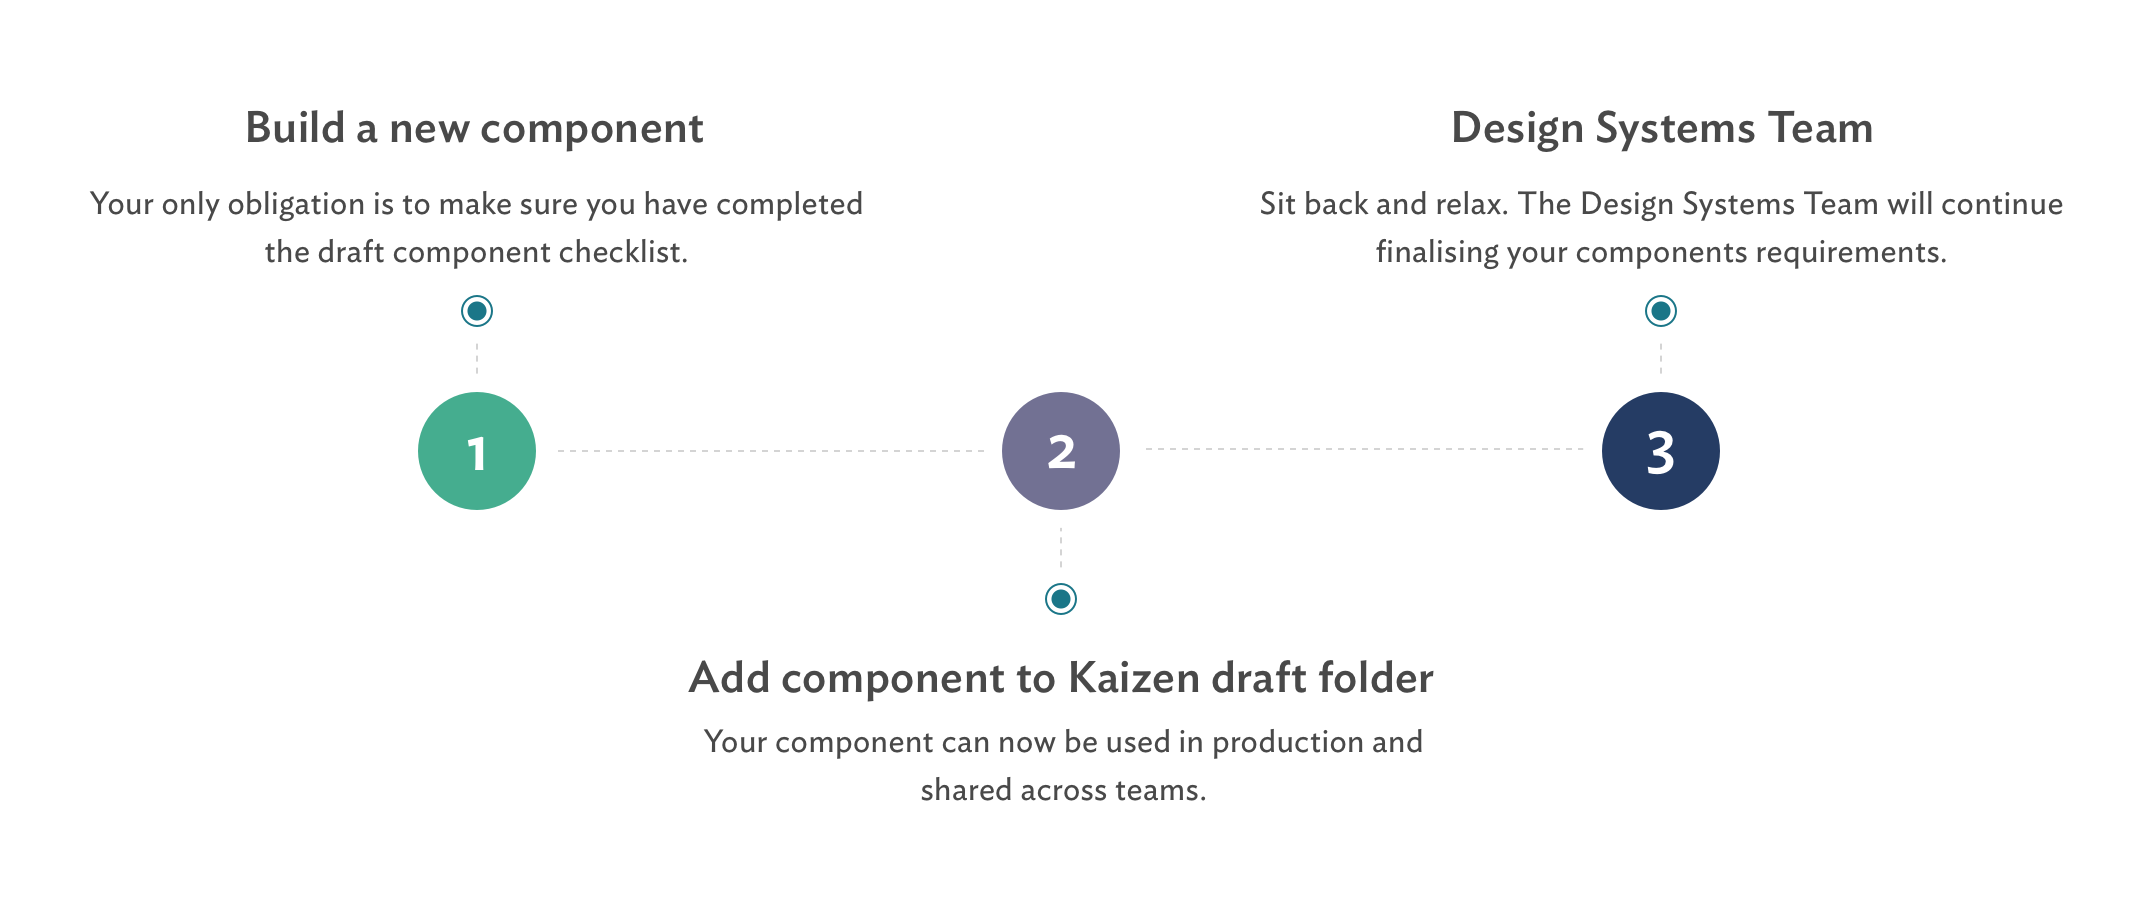 Build a new component
Your only obligation is to make sure you have completed
the draft component checklist.
1
Design Systems Team
Sit back and relax. The Design Systems Team will continue
finalising your components requirements.
3
2
Add component to Kaizen draft folder
Your component can now be used in production and
shared across teams.